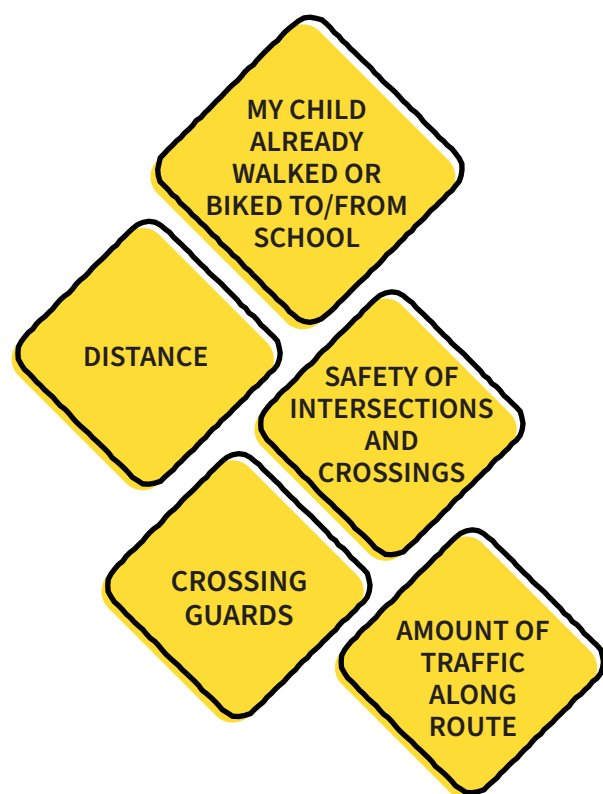 MY CHILD
ALREADY
WALKED OR
BIKED TO/FROM
SCHOOL
DISTANCE
SAFETY OF
INTERSECTIONS
AND
CROSSINGS
CROSSING
GUARDS
AMOUNT OF
TRAFFIC
ALONG
ROUTE